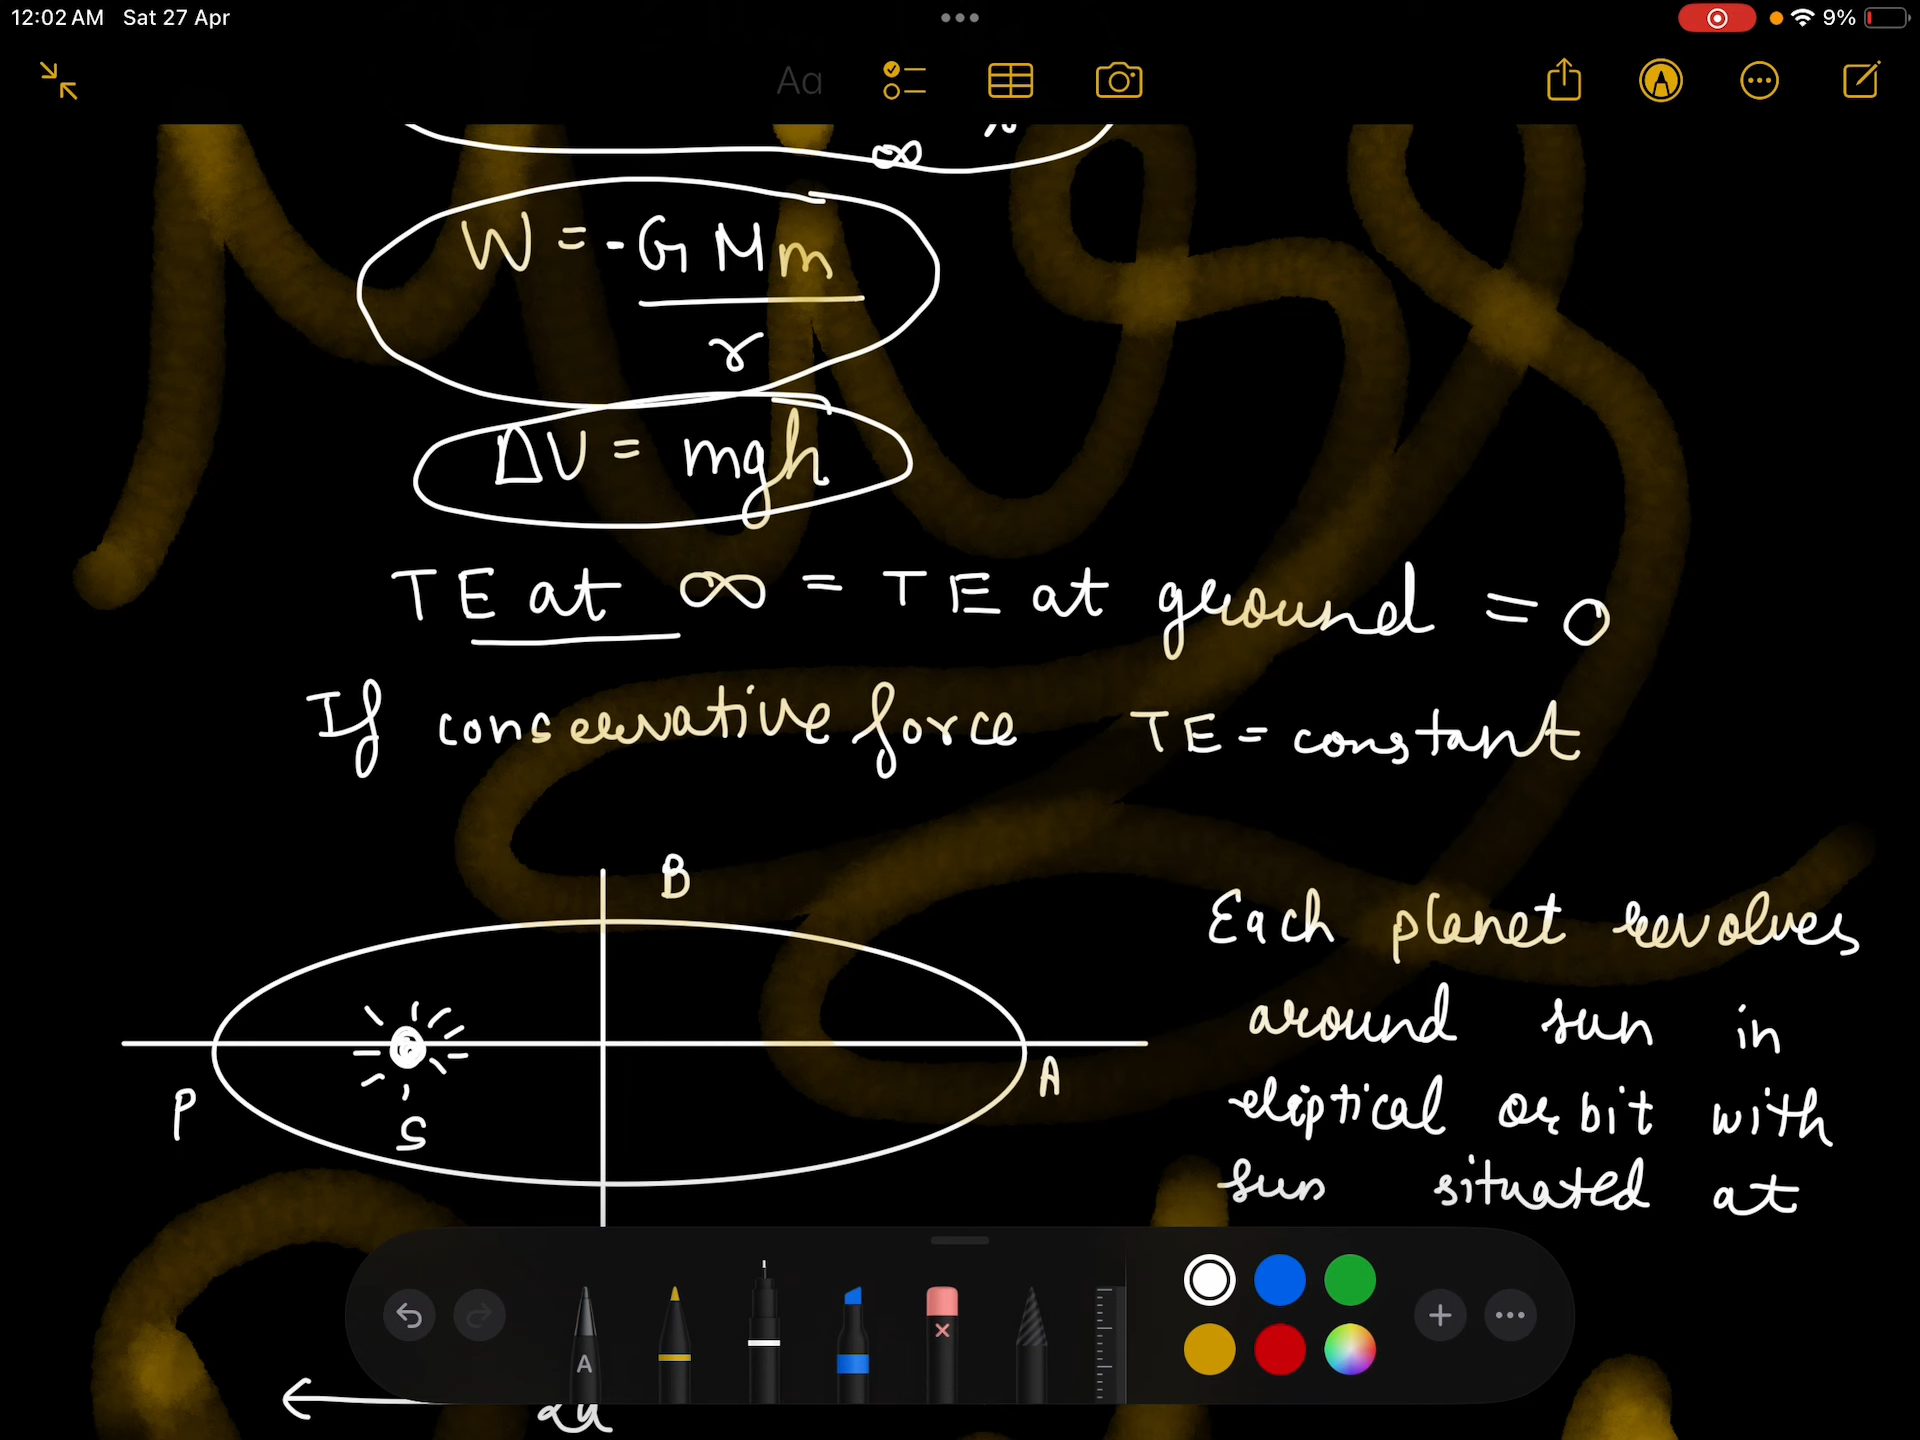 12:02 AM Sat 27 Apr
9%
Aa
∞
W = - G M m
r
ΔU = mgh
TE at ∞ = TE at ground = 0
If conservative force TE = constant
B
Each planet revolves
around sun in
eliptical orbit with
sun situated at
P
S
A
A